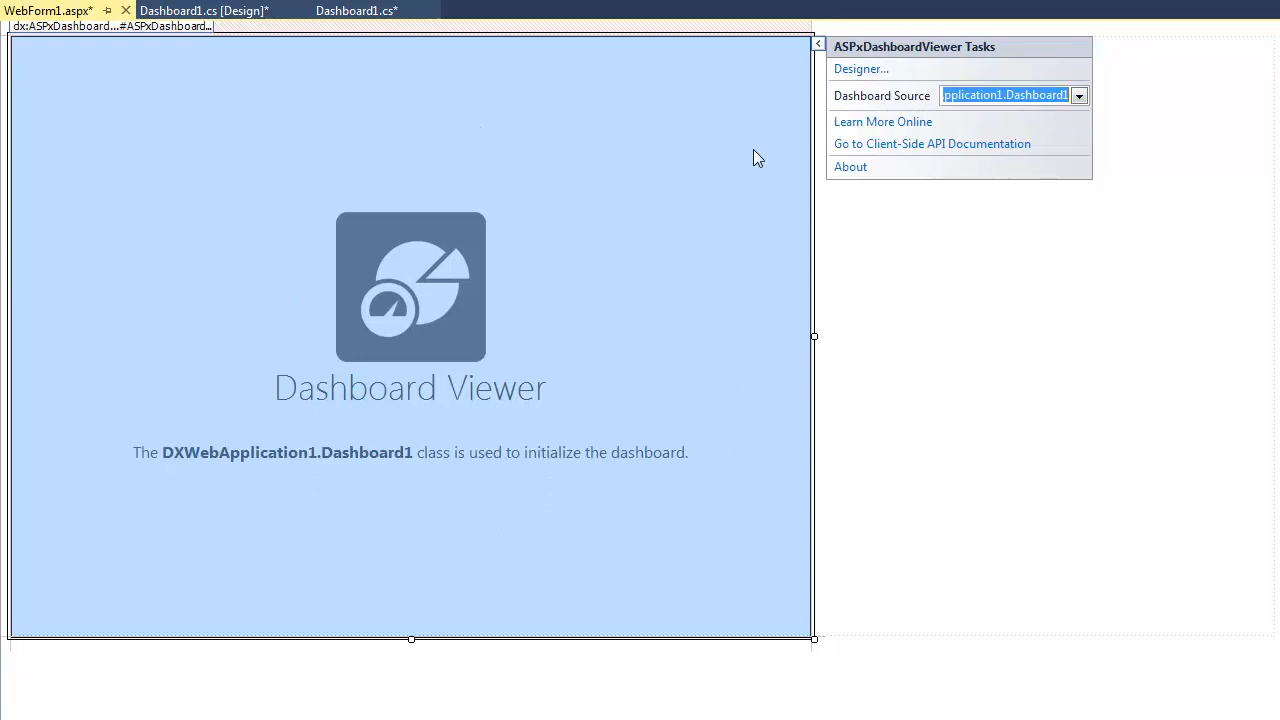 WebForm1.aspx* Dashboard1.cs [Design]* Dashboard1.cs*
dx:ASPxDashboard...#ASPxDashboard...
ASPxDashboardViewer Tasks
Designer...
Dashboard Source pplication1.Dashboard1
Learn More Online
Go to Client-Side API Documentation
About
Dashboard Viewer
The DXWebApplication1.Dashboard1 class is used to initialize the dashboard.